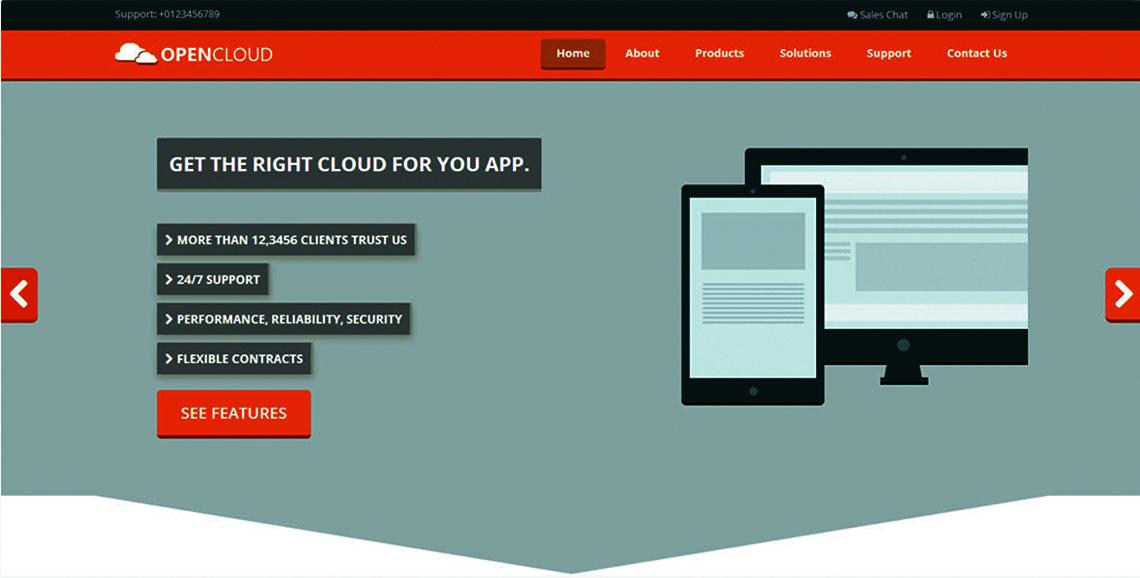 Support: +0123456789 Sales Chat Login Sign Up
OPENCLOUD Home About Products Solutions Support Contact Us
GET THE RIGHT CLOUD FOR YOU APP.
MORE THAN 12,3456 CLIENTS TRUST US
24/7 SUPPORT
PERFORMANCE, RELIABILITY, SECURITY
FLEXIBLE CONTRACTS
SEE FEATURES